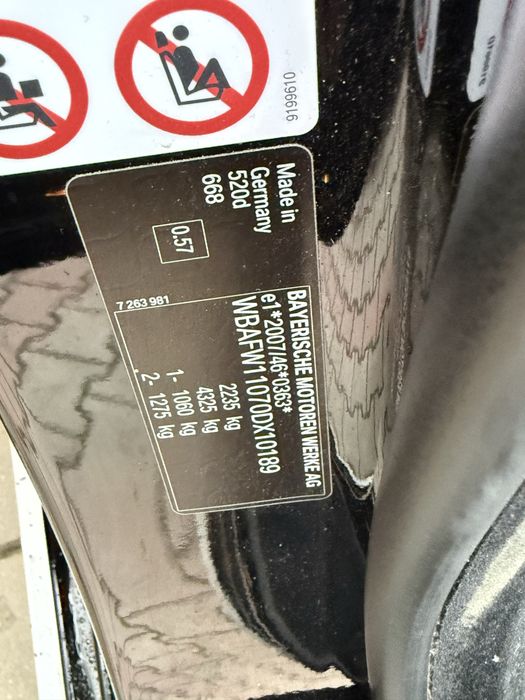 9199610
Made in
Germany
520d
668
0.57
7 263 981
BAYERISCHE MOTOREN WERKE AG
e1*2007/46*0363*
WBAFW11070DX10189
2235 kg
4325 kg
1- 1060 kg
2- 1275 kg